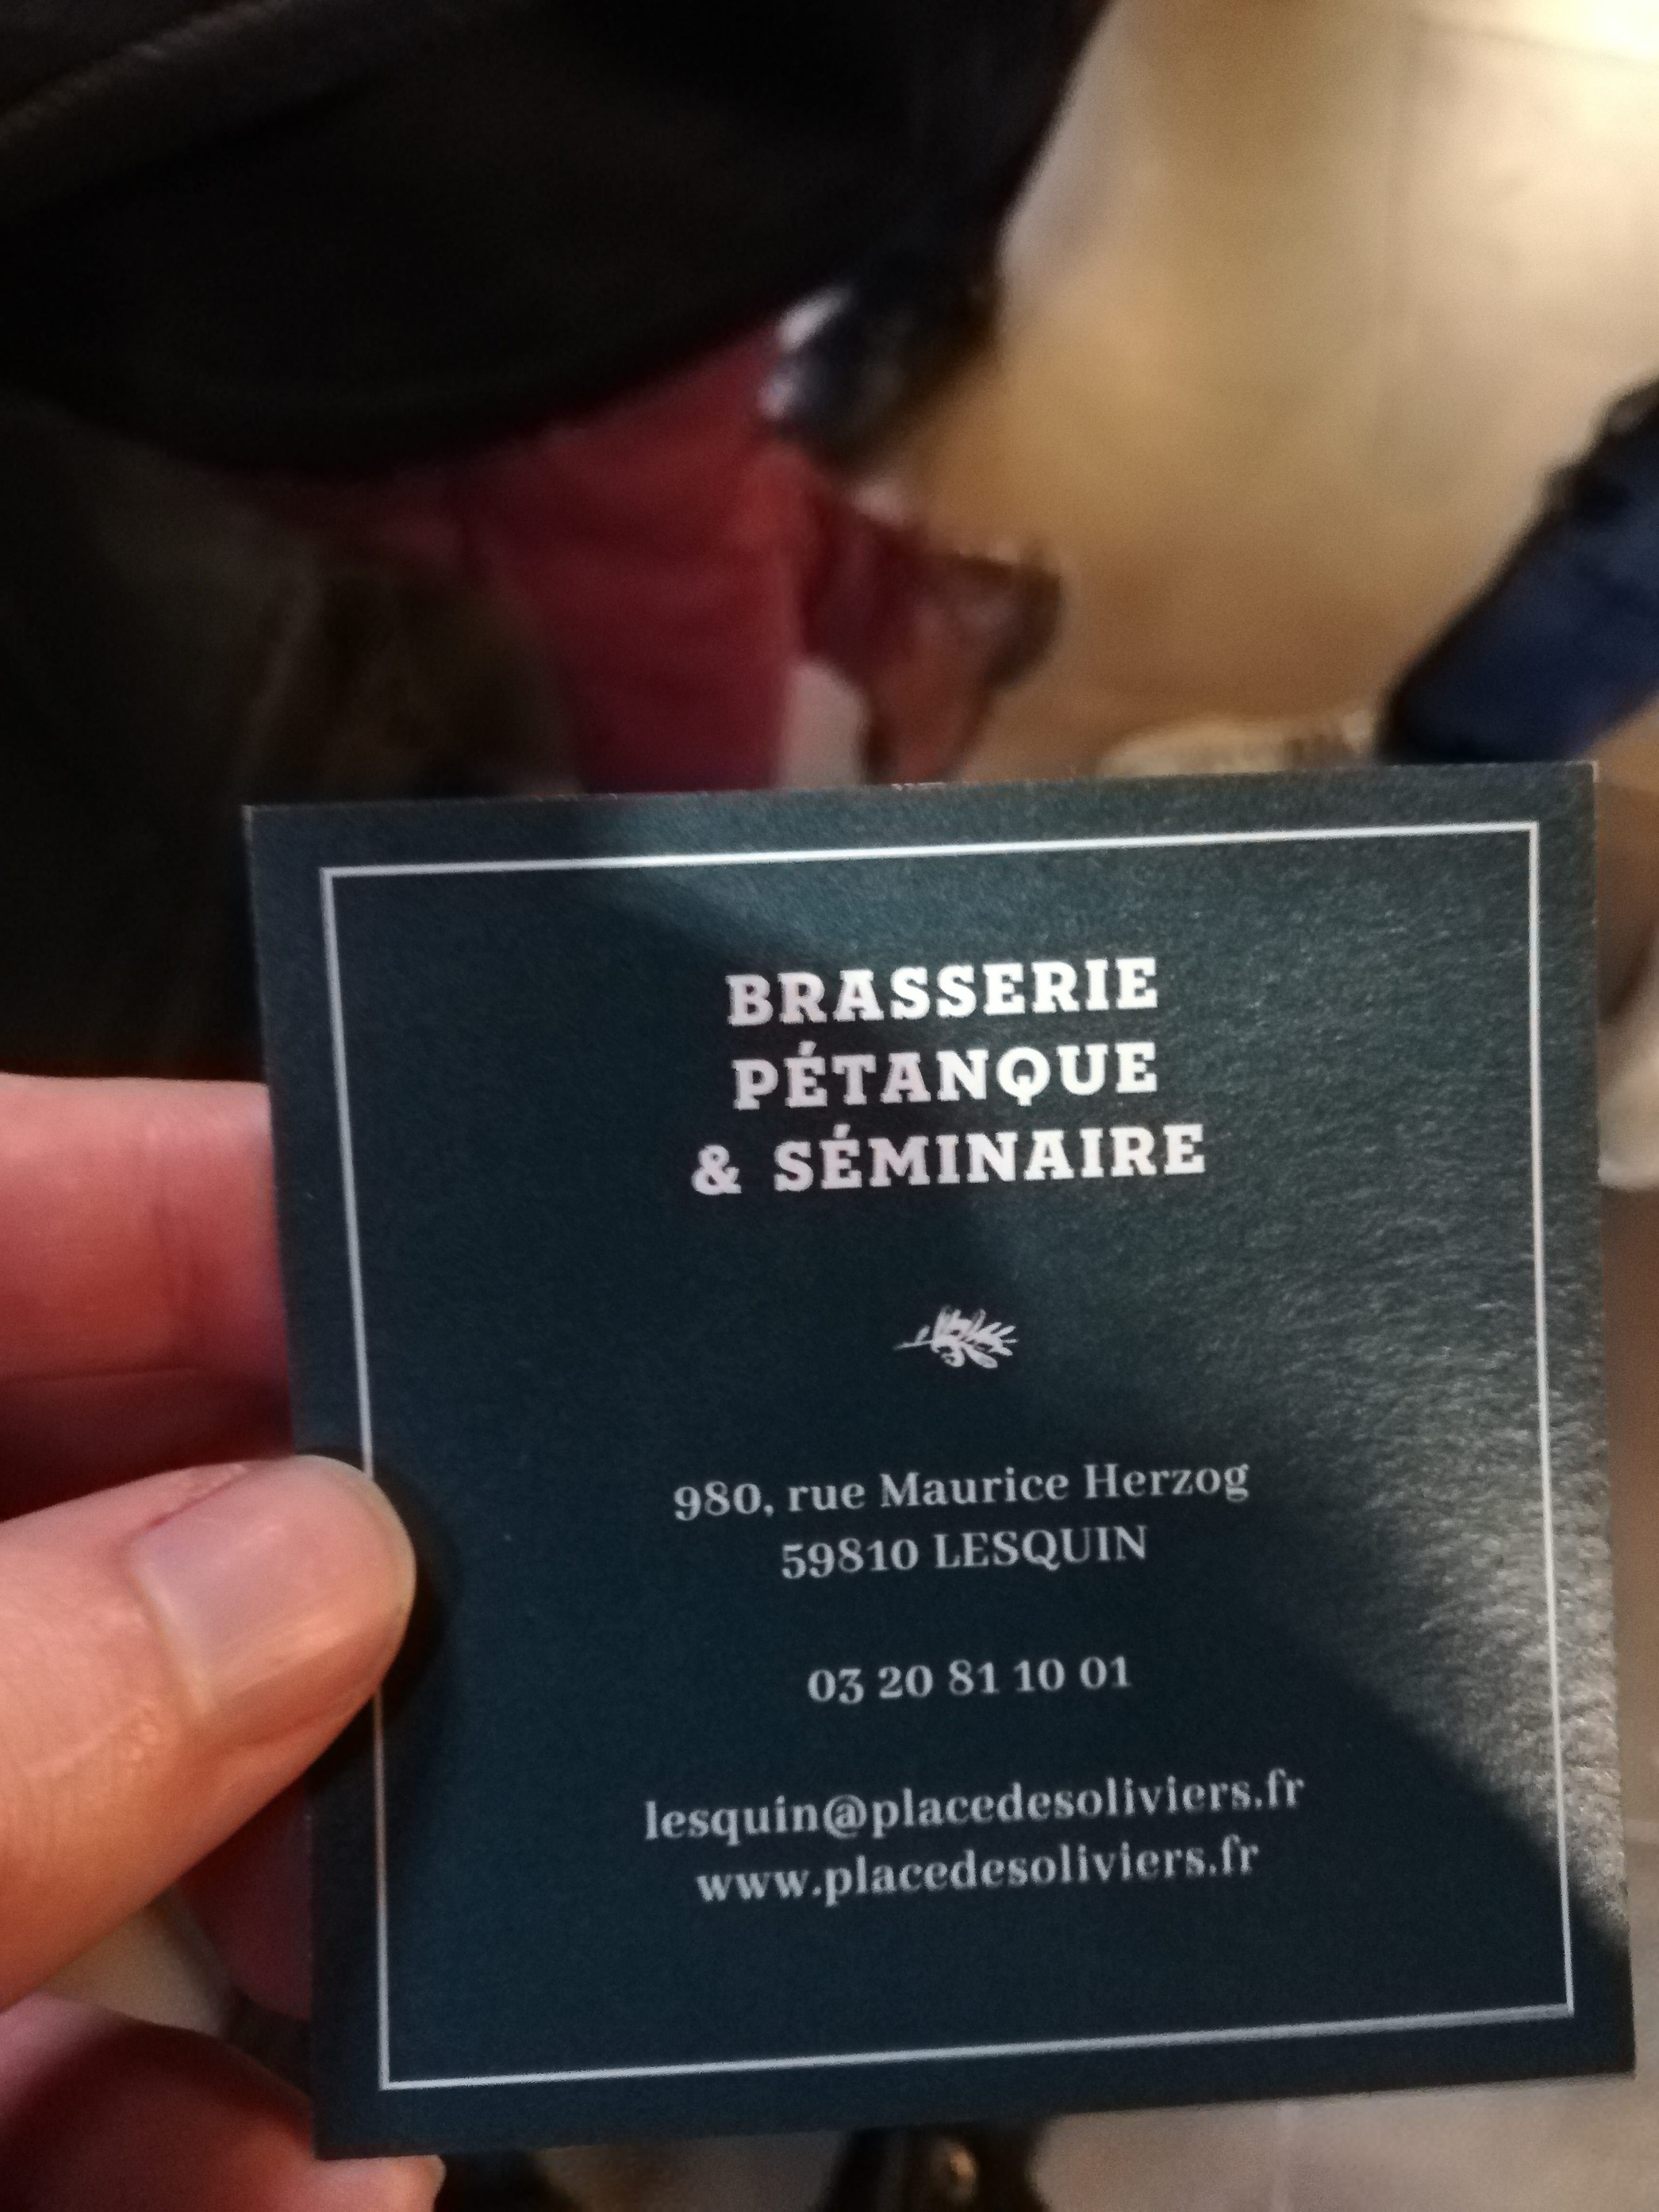 BRASSERIE
PÉTANQUE
& SÉMINAIRE
980, rue Maurice Herzog
59810 LESQUIN
03 20 81 10 01
lesquin@placedesoliviers.fr
www.placedesoliviers.fr